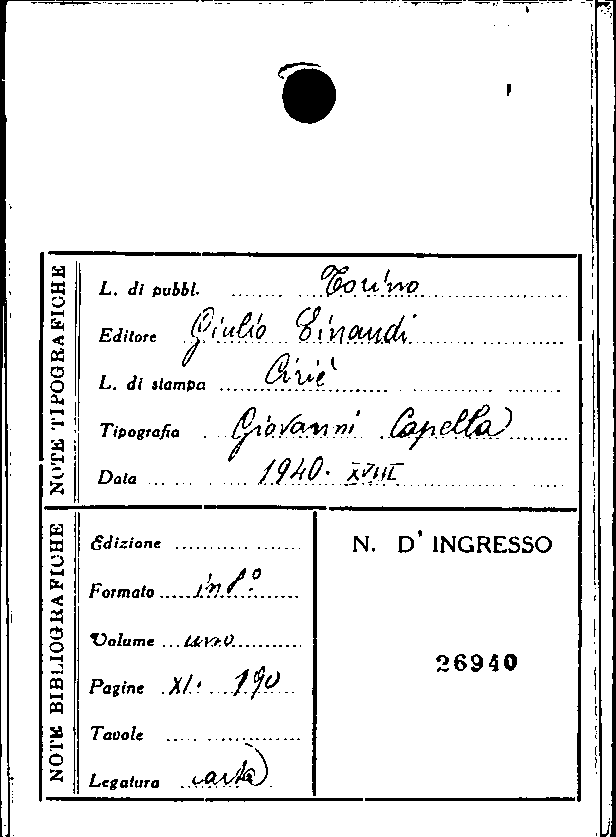 NOTE TIPOGRAFICHE
L. di pubbl. Torino
Editore Giulio Einaudi
L. di stampa Ciriè
Tipografia Giovanni Capella
Data 1940. XVIII
NOTE BIBLIOGRAFICHE
Edizione
Formato in 8°
Volume uno
Pagine XI. 190
Tavole
Legatura carta
N. D' INGRESSO
26940